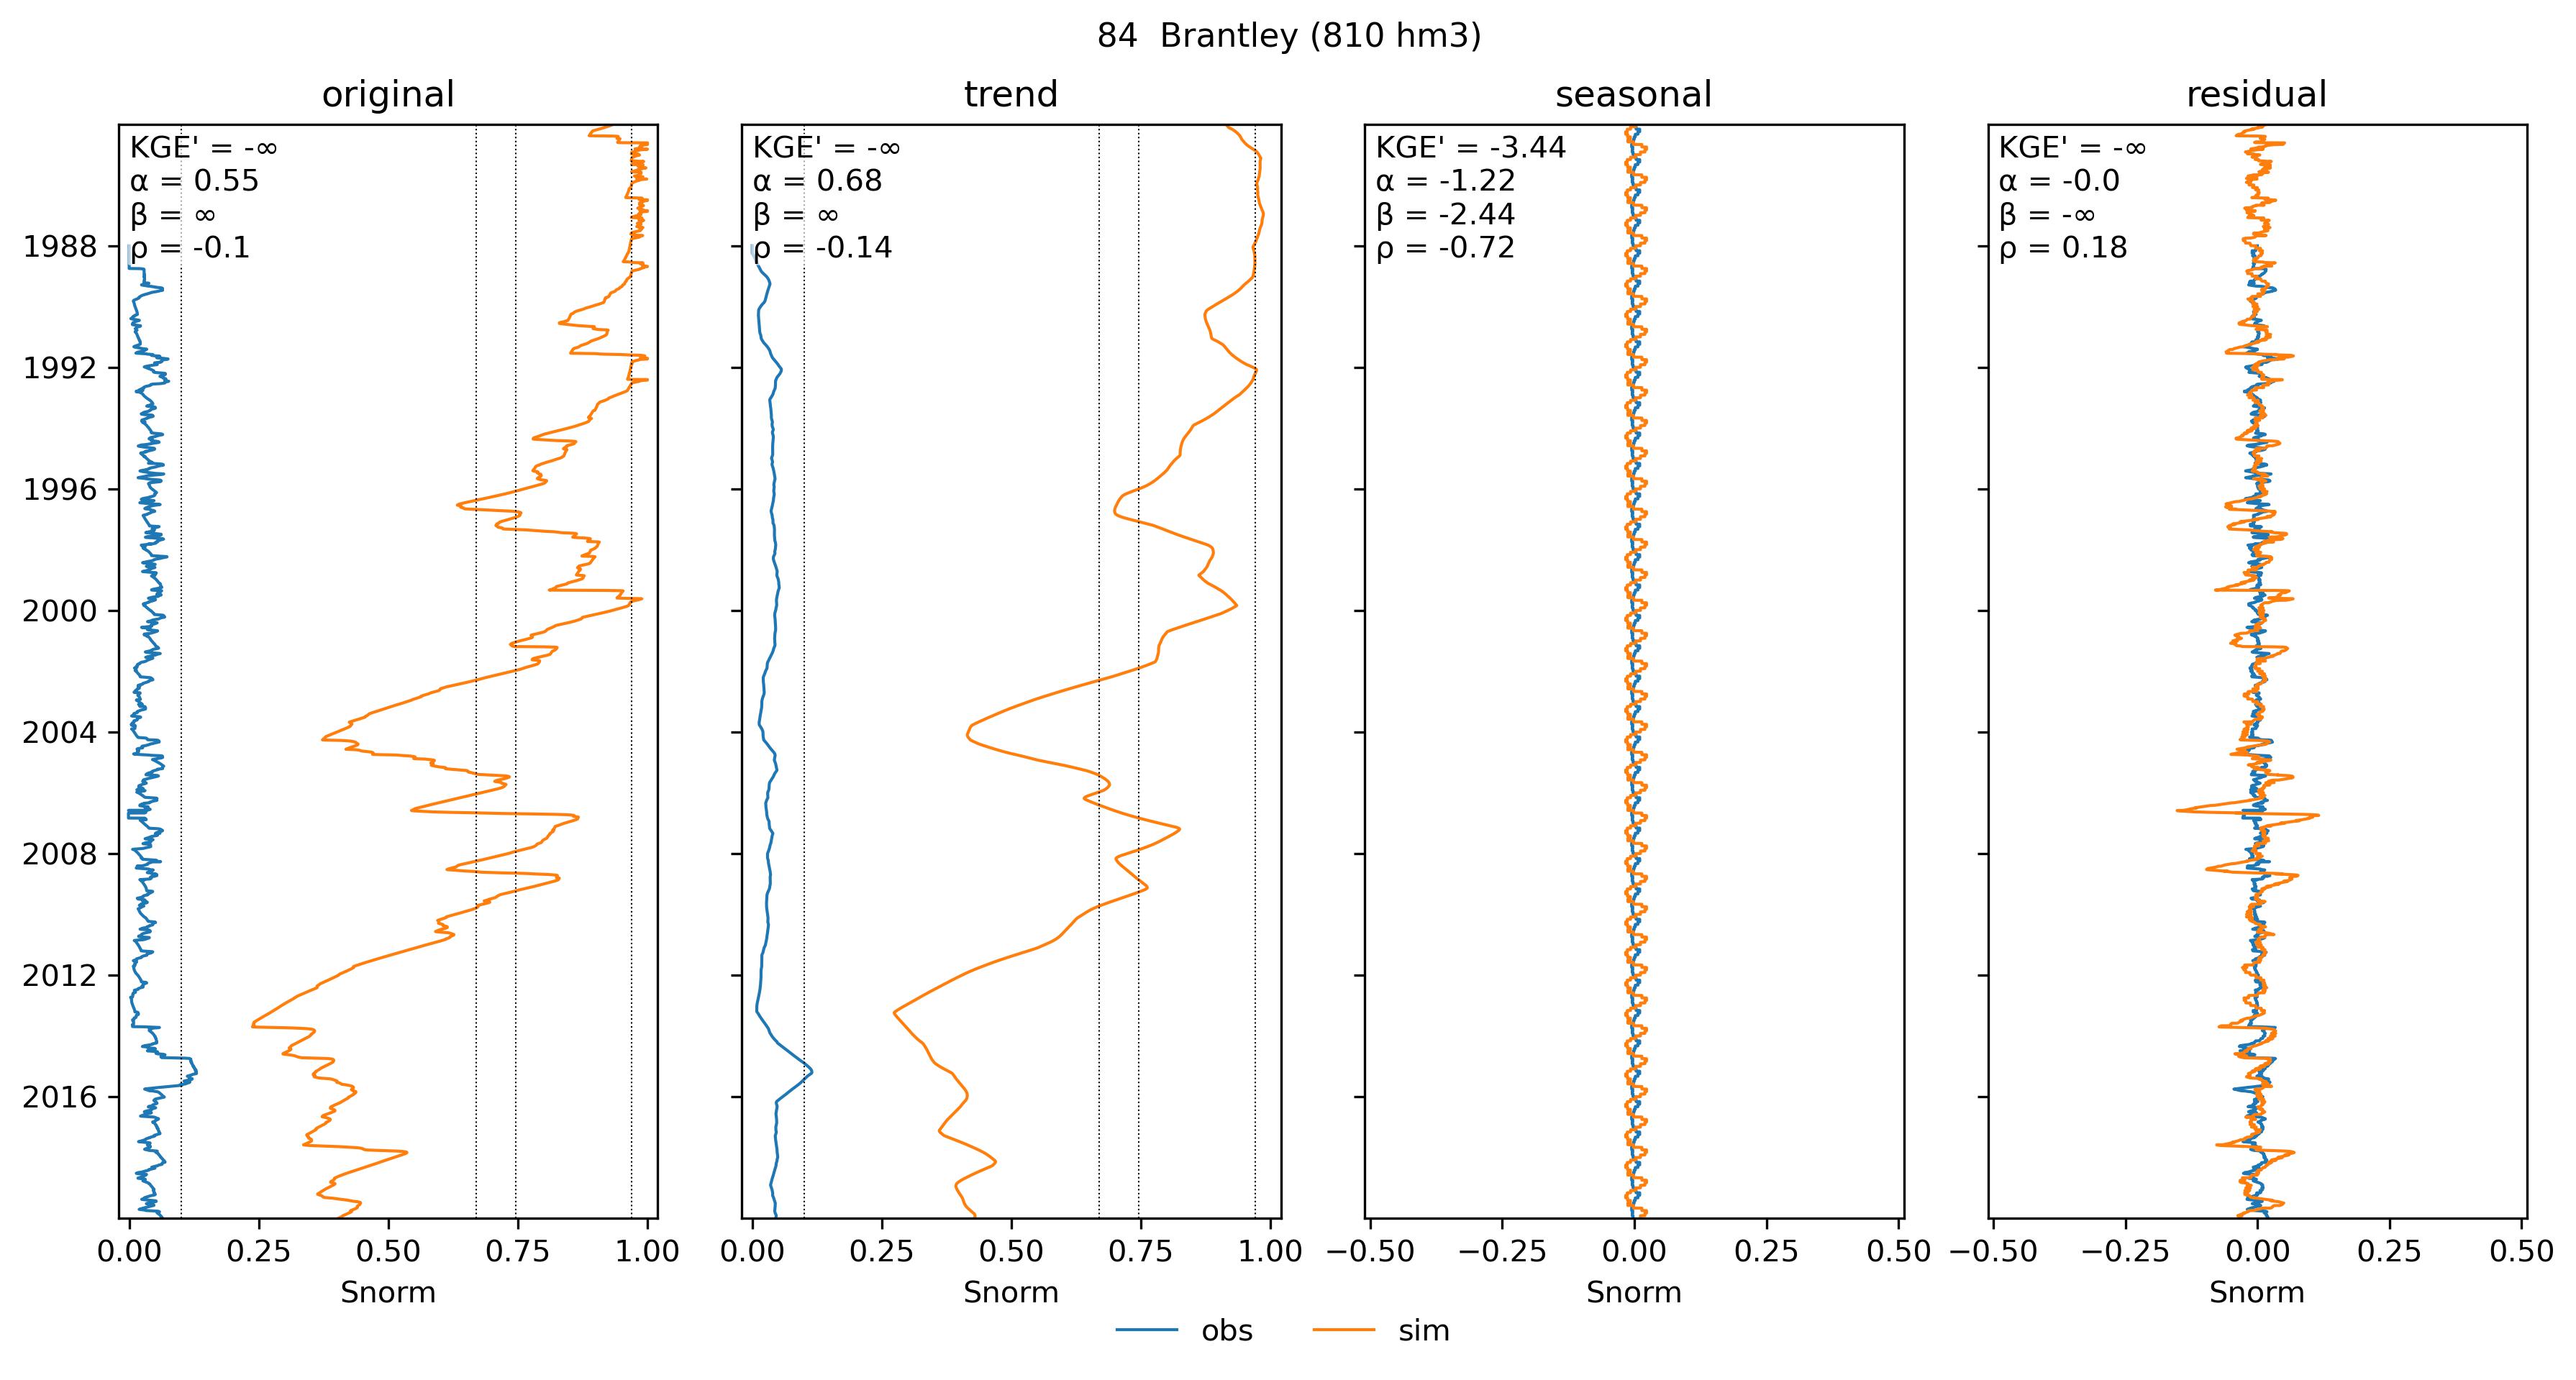 84  Brantley (810 hm3)
original
KGE' = -∞
α = 0.55
β = ∞
ρ = -0.1
1988
1992
1996
2000
2004
2008
2012
2016
0.00 0.25 0.50 0.75 1.00
Snorm
trend
KGE' = -∞
α = 0.68
β = ∞
ρ = -0.14
0.00 0.25 0.50 0.75 1.00
Snorm
seasonal
KGE' = -3.44
α = -1.22
β = -2.44
ρ = -0.72
−0.50 −0.25 0.00 0.25 0.50
Snorm
residual
KGE' = -∞
α = -0.0
β = -∞
ρ = 0.18
−0.50 −0.25 0.00 0.25 0.50
Snorm
obs sim